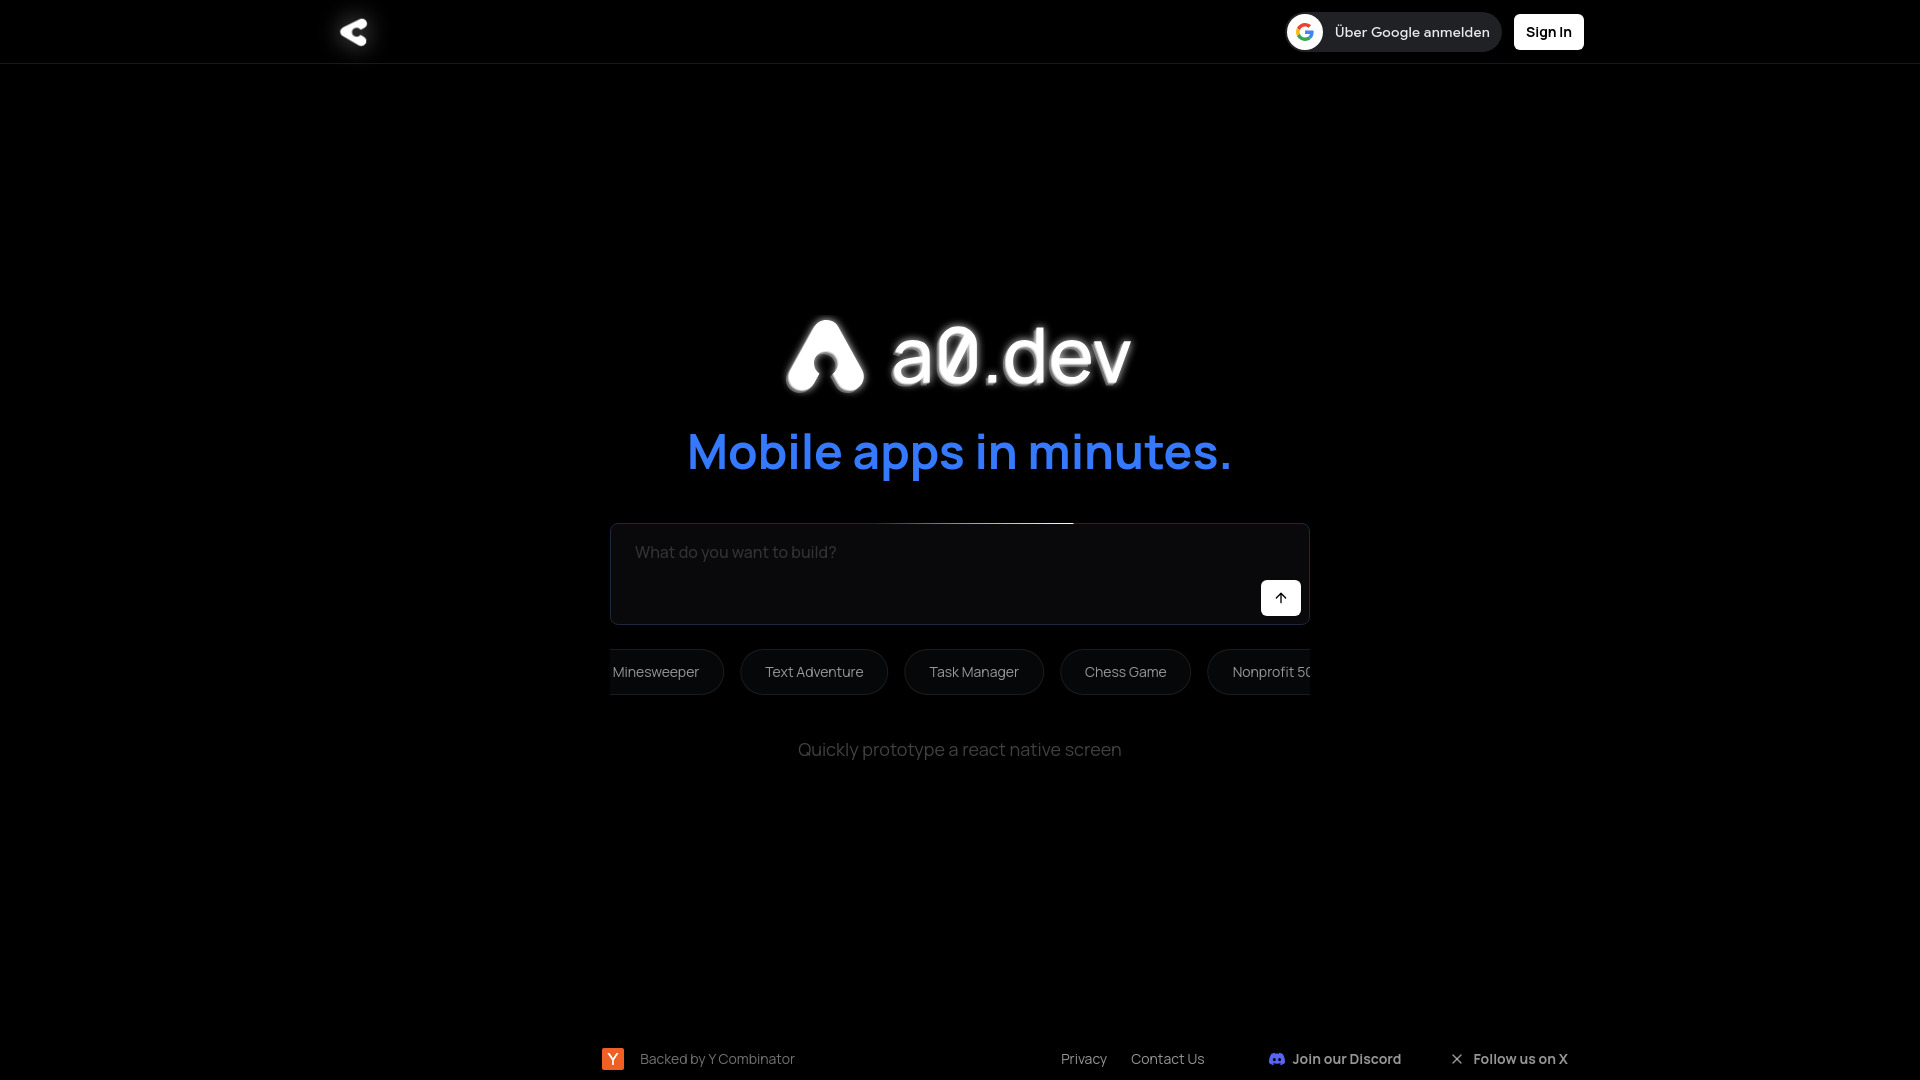 Über Google anmelden
Sign In
a0.dev
Mobile apps in minutes.
What do you want to build?
Minesweeper
Text Adventure
Task Manager
Chess Game
Nonprofit 50
Quickly prototype a react native screen
Y
Backed by Y Combinator
Privacy
Contact Us
Join our Discord
Follow us on X